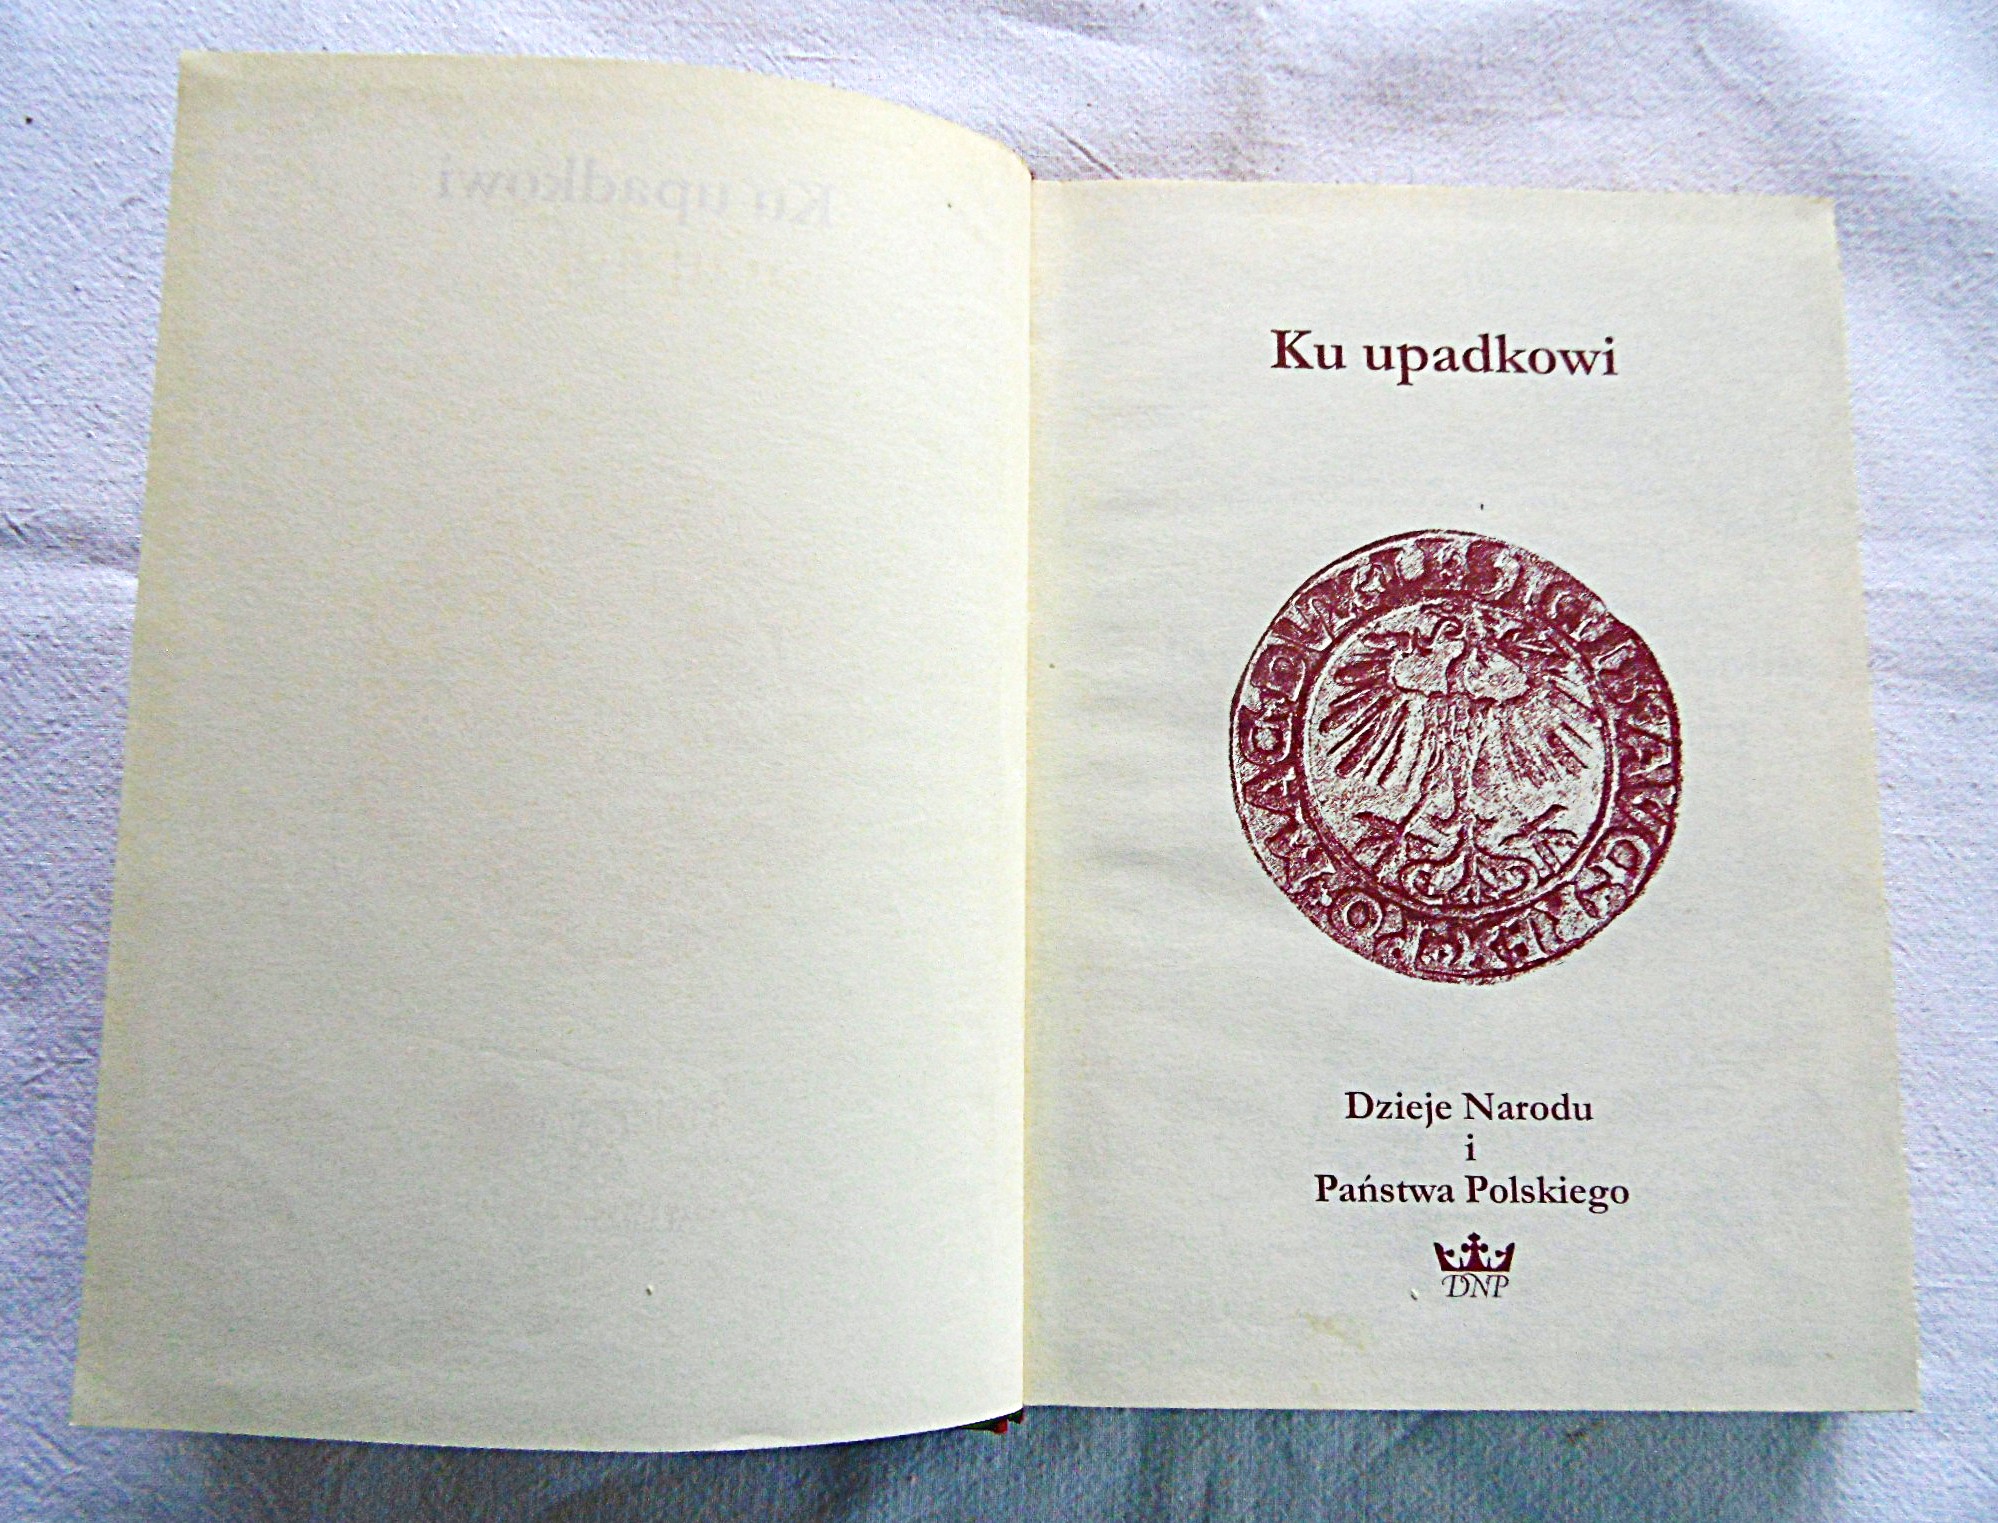 Ku upadkowi
Dzieje Narodu
i
Państwa Polskiego
DNP